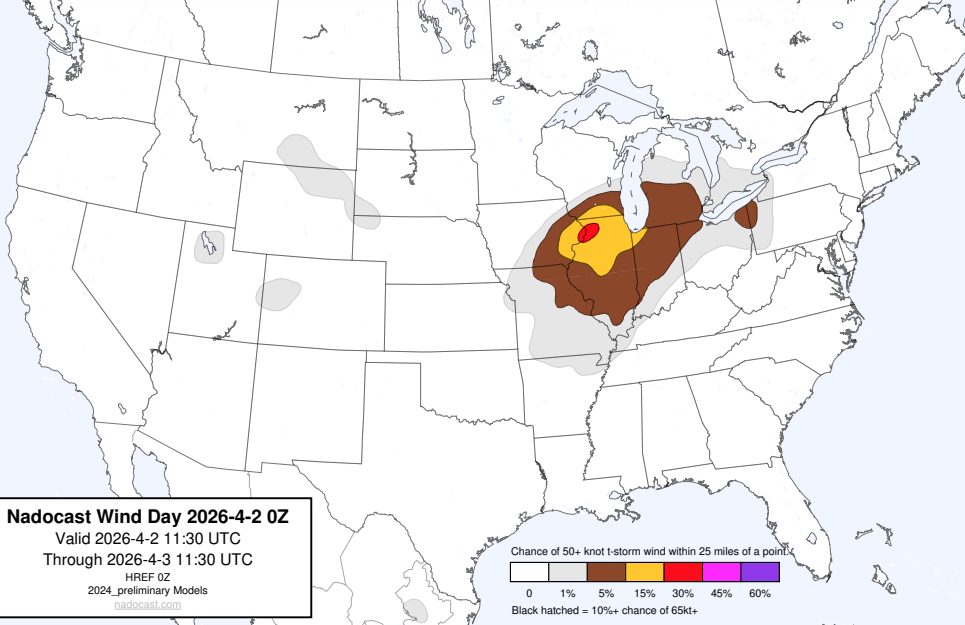 Nadocast Wind Day 2026-4-2 0Z
Valid 2026-4-2 11:30 UTC
Through 2026-4-3 11:30 UTC
HREF 0Z
2024_preliminary Models
nadocast.com
Chance of 50+ knot t-storm wind within 25 miles of a point.
0 1% 5% 15% 30% 45% 60%
Black hatched = 10%+ chance of 65kt+